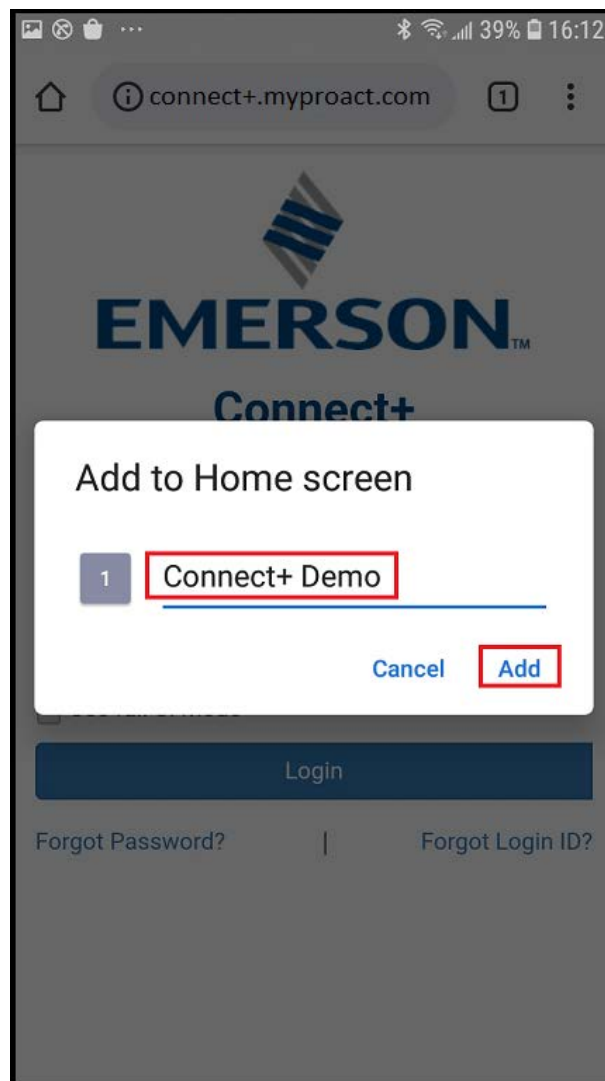 39% 16:12
connect+.myproact.com 1
EMERSON™
Connect+
Add to Home screen
1 Connect+ Demo
Cancel Add
Login
Forgot Password? | Forgot Login ID?